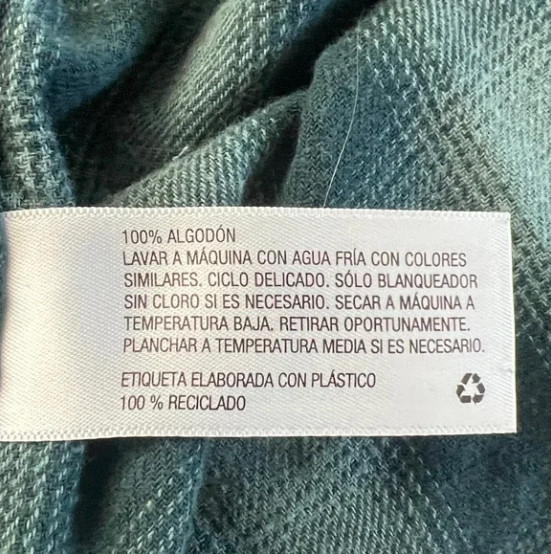 100% ALGODÓN
LAVAR A MÁQUINA CON AGUA FRÍA CON COLORES
SIMILARES. CICLO DELICADO. SÓLO BLANQUEADOR
SIN CLORO SI ES NECESARIO. SECAR A MÁQUINA A
TEMPERATURA BAJA. RETIRAR OPORTUNAMENTE.
PLANCHAR A TEMPERATURA MEDIA SI ES NECESARIO.
ETIQUETA ELABORADA CON PLÁSTICO
100 % RECICLADO